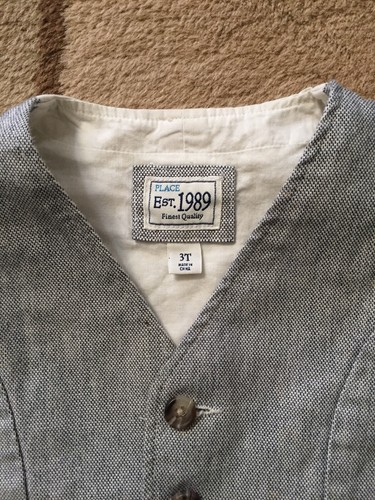 PLACE
EST. 1989
Finest Quality
3T
MADE IN
CHINA